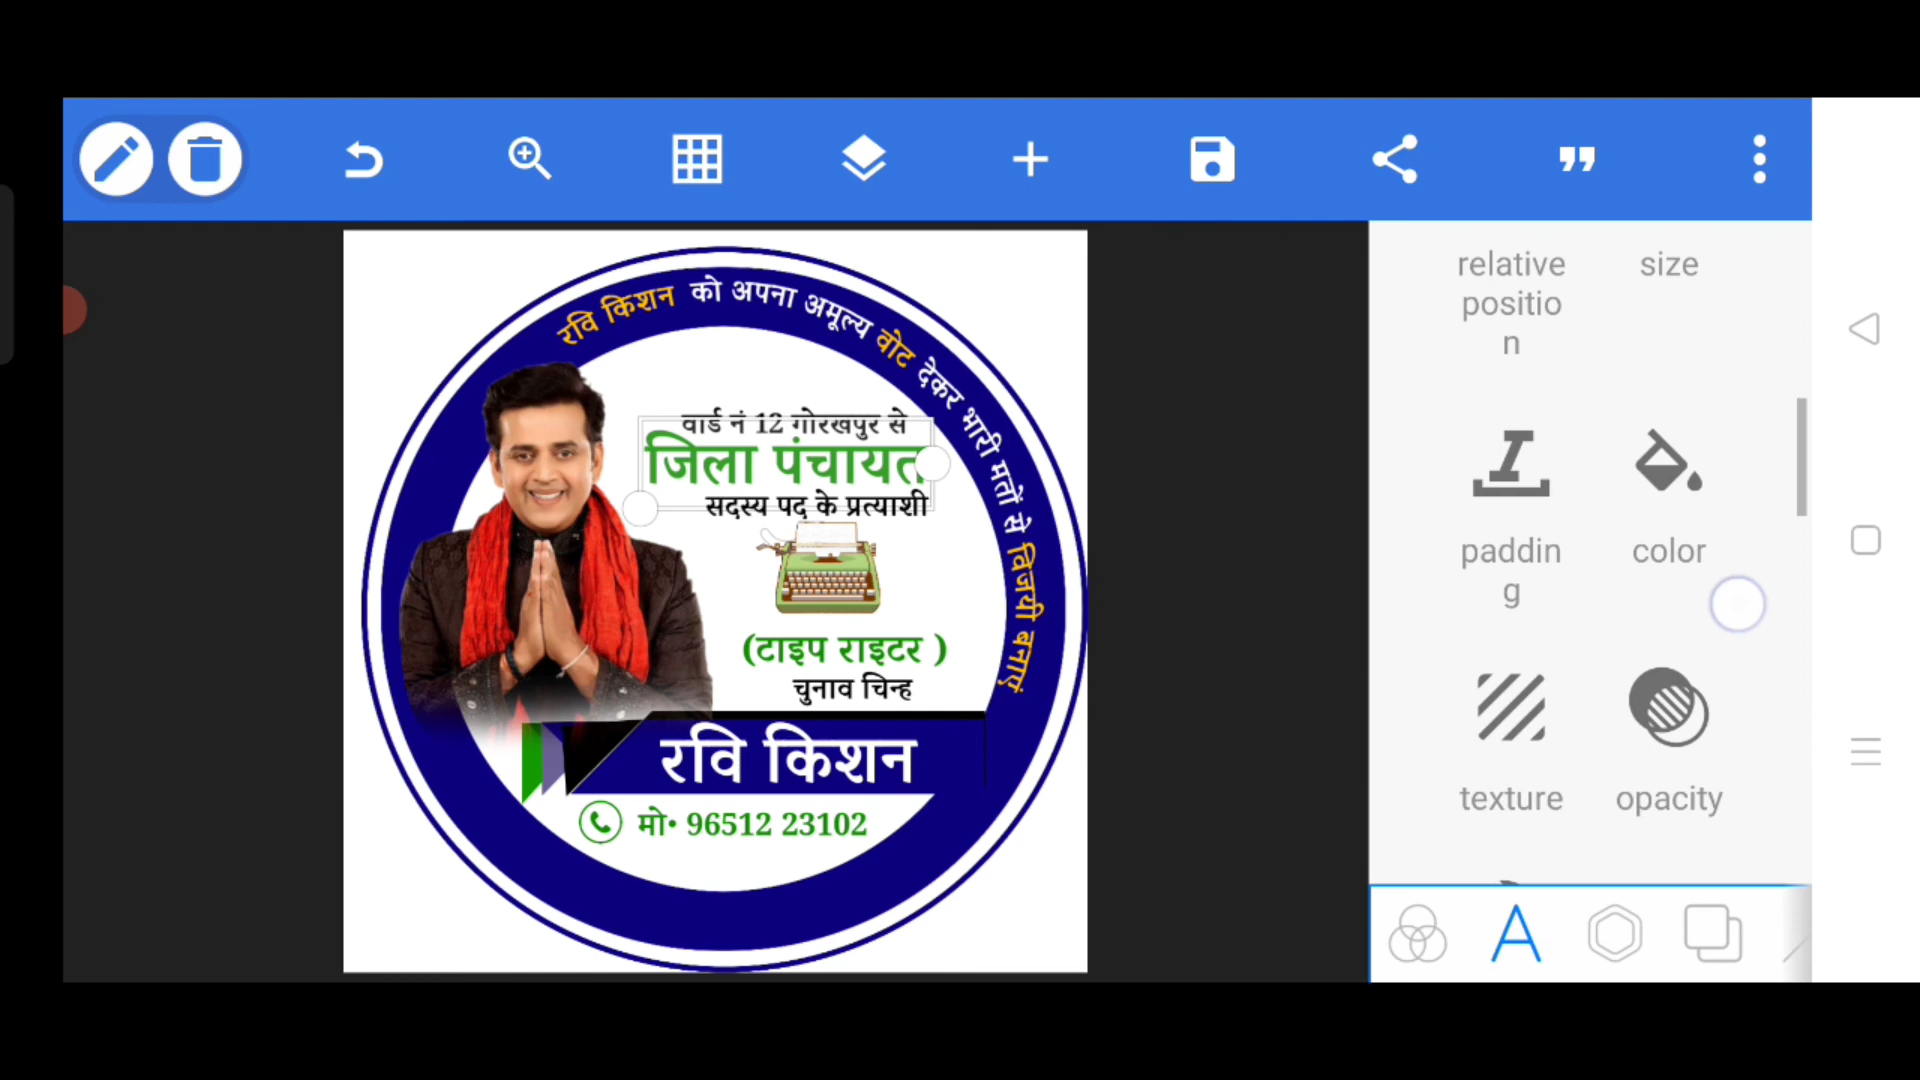 रवि किशन को अपना अमूल्य वोट देकर भारी मतों से विजयी बनाएं
वार्ड नं 12 गोरखपुर से
जिला पंचायत
सदस्य पद के प्रत्याशी
(टाइप राइटर )
चुनाव चिन्ह
रवि किशन
मो• 96512 23102
relative
positio
n
size
paddin
g
color
texture
opacity